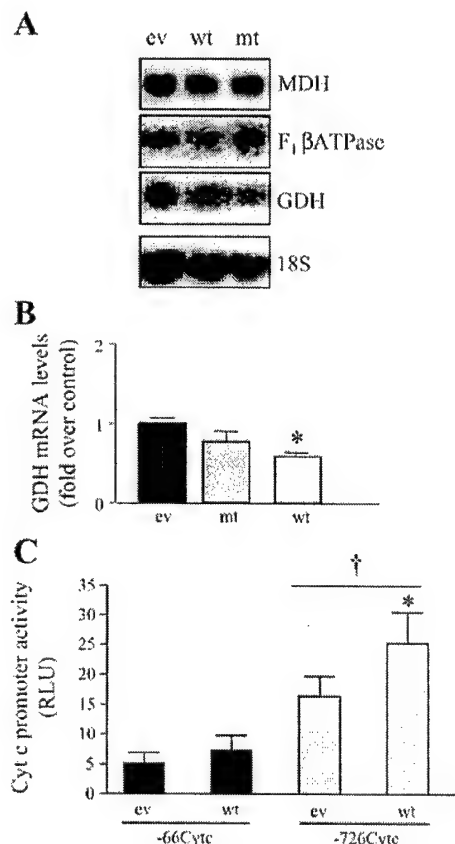 A
ev wt mt
MDH
F₁ βATPase
GDH
18S
B
GDH mRNA levels
(fold over control)
2
1
0
*
ev mt wt
C
Cyt c promoter activity
(RLU)
35
30
25
20
15
10
5
0
†
*
ev wt ev wt
-66Cytc -726Cytc